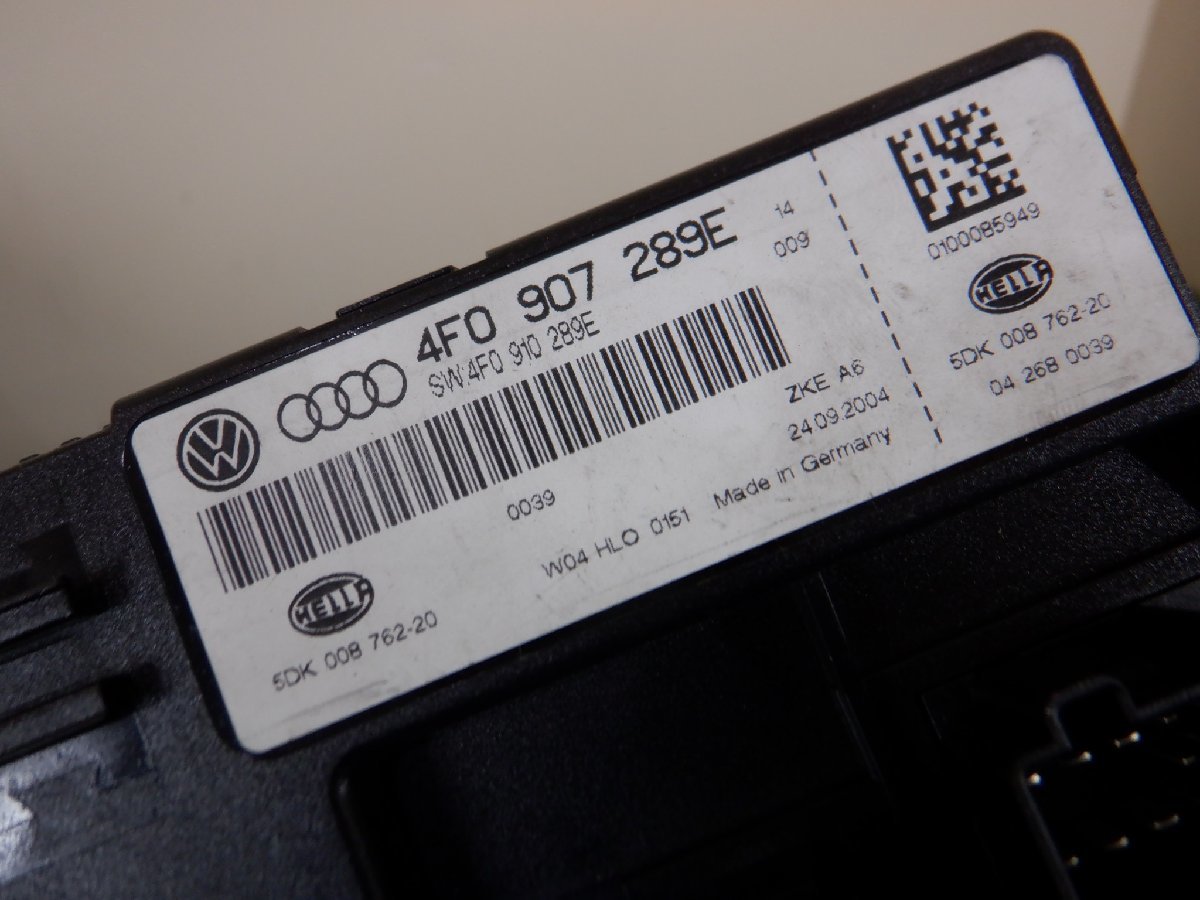 4F0 907 289E
14
009
SW.4F0 910 289E
VW
ZKE A6
24.09.2004
0039
W04 HLO 0151 Made in Germany
HELLA
5DK 008 762-20
0100085949
HELLA
5DK 008 762-20
04 268 0039